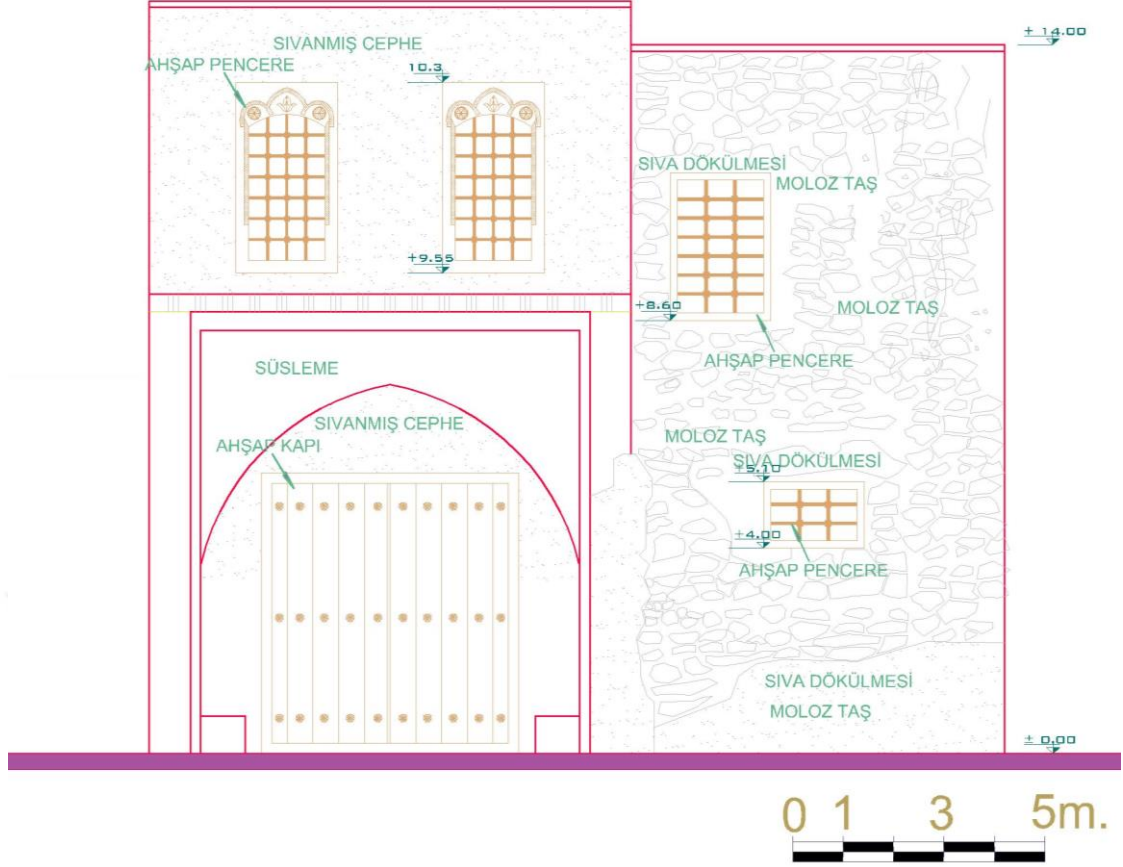 SIVANMIŞ CEPHE
AHŞAP PENCERE
10.3
+ 14.00
SIVA DÖKÜLMESİ
MOLOZ TAŞ
+9.55
+8.60
MOLOZ TAŞ
AHŞAP PENCERE
SÜSLEME
SIVANMIŞ CEPHE
AHŞAP KAPI
MOLOZ TAŞ
SIVA DÖKÜLMESİ
+5.10
+4.00
AHŞAP PENCERE
SIVA DÖKÜLMESİ
MOLOZ TAŞ
± 0,00
0 1 3 5m.